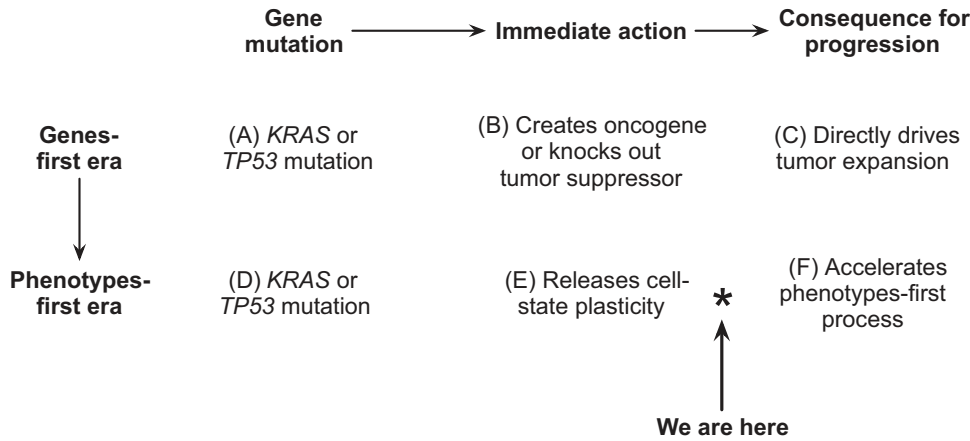 Gene
mutation
Immediate action
Consequence for
progression
Genes-
first era
(A) KRAS or
TP53 mutation
(B) Creates oncogene
or knocks out
tumor suppressor
(C) Directly drives
tumor expansion
Phenotypes-
first era
(D) KRAS or
TP53 mutation
(E) Releases cell-
state plasticity
*
(F) Accelerates
phenotypes-first
process
We are here